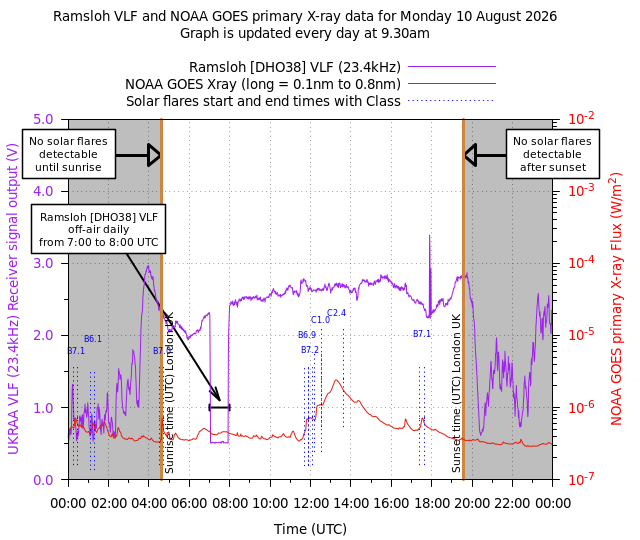 Ramsloh VLF and NOAA GOES primary X-ray data for Monday 10 August 2026
Graph is updated every day at 9.30am
Ramsloh [DHO38] VLF (23.4kHz)
NOAA GOES Xray (long = 0.1nm to 0.8nm)
Solar flares start and end times with Class
5.0
4.0
3.0
2.0
1.0
0.0
UKRAA VLF (23.4kHz) Receiver signal output (V)
10-2
10-3
10-4
10-5
10-6
10-7
NOAA GOES primary X-ray Flux (W/m2)
No solar flares
detectable
until sunrise
No solar flares
detectable
after sunset
Ramsloh [DHO38] VLF
off-air daily
from 7:00 to 8:00 UTC
B7.1
B6.1
B6.9
B7.2
C1.0
C2.4
B7.1
Sunrise time (UTC) London UK
Sunset time (UTC) London UK
00:00 02:00 04:00 06:00 08:00 10:00 12:00 14:00 16:00 18:00 20:00 22:00 00:00
Time (UTC)